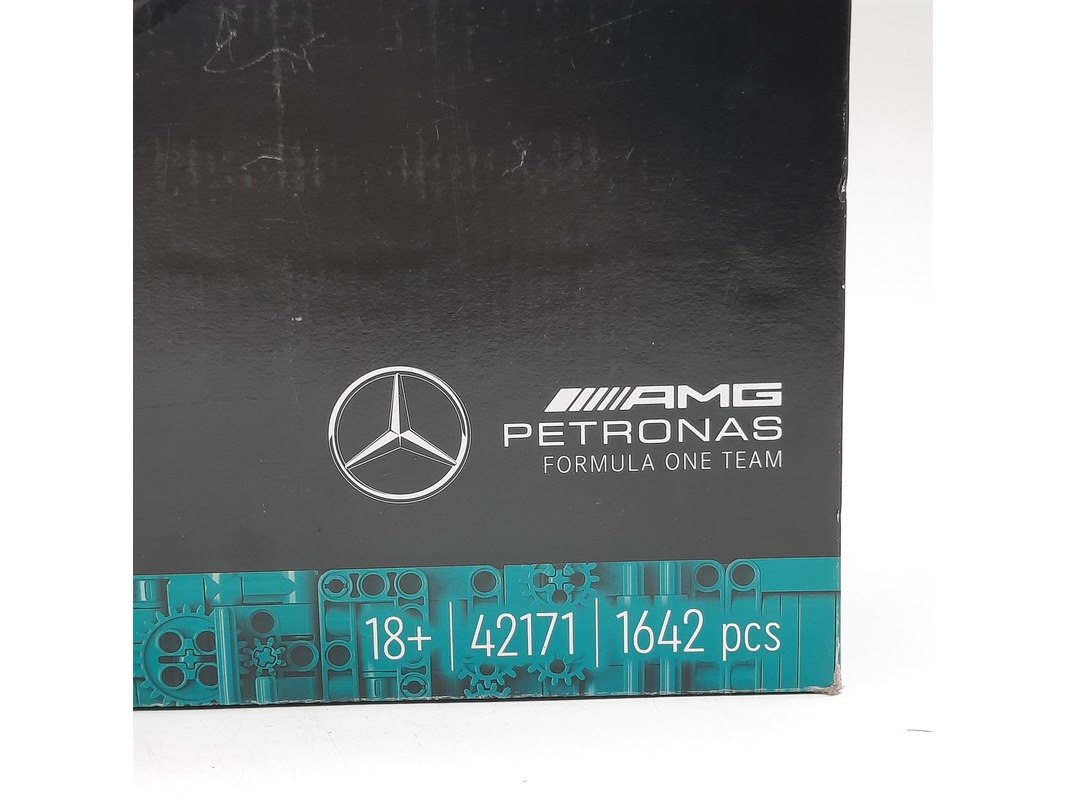 AMG
PETRONAS
FORMULA ONE TEAM
18+ | 42171 | 1642 pcs